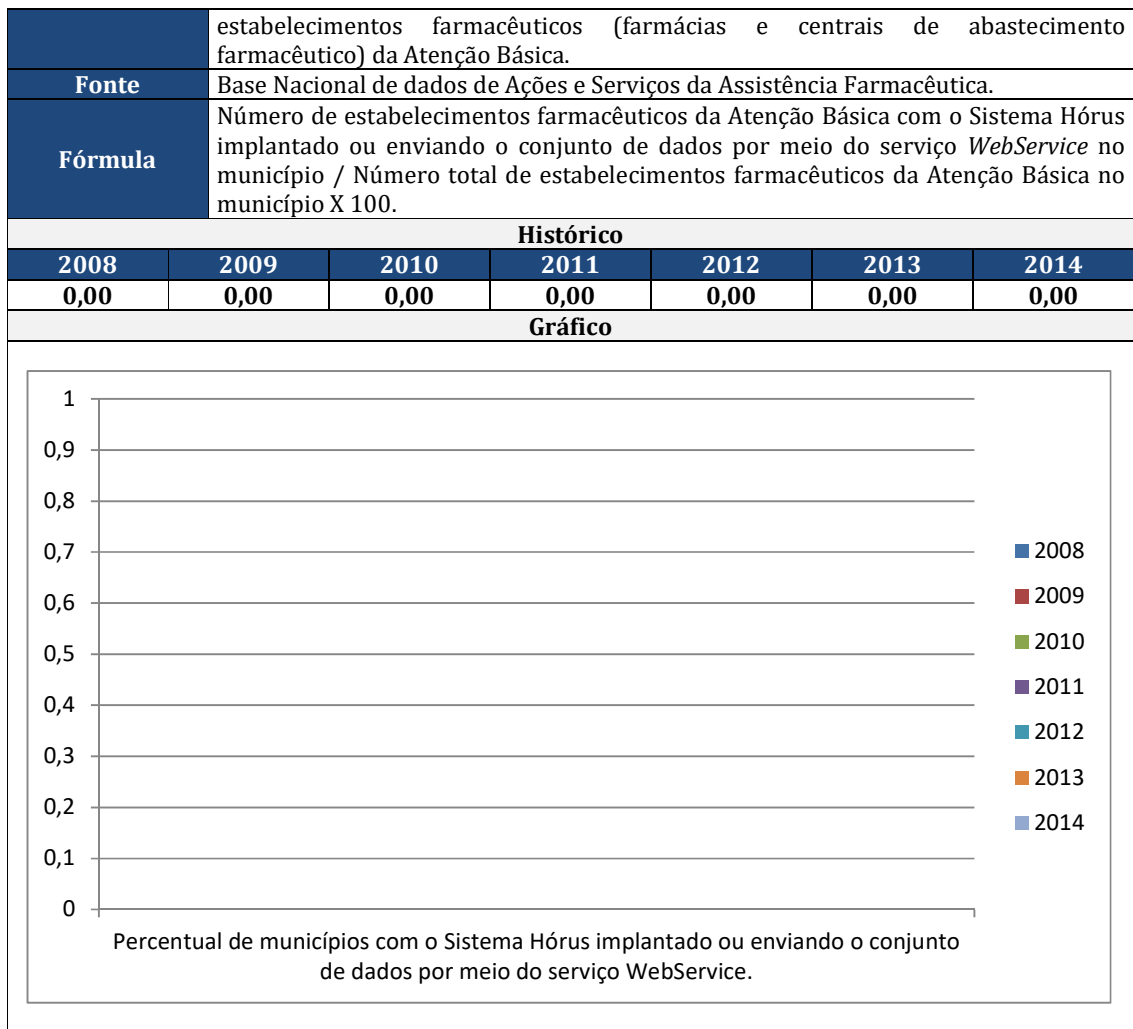 estabelecimentos farmacêuticos (farmácias e centrais de abastecimento
farmacêutico) da Atenção Básica.
Fonte
Base Nacional de dados de Ações e Serviços da Assistência Farmacêutica.
Fórmula
Número de estabelecimentos farmacêuticos da Atenção Básica com o Sistema Hórus
implantado ou enviando o conjunto de dados por meio do serviço WebService no
município / Número total de estabelecimentos farmacêuticos da Atenção Básica no
município X 100.
Histórico
2008 2009 2010 2011 2012 2013 2014
0,00 0,00 0,00 0,00 0,00 0,00 0,00
Gráfico
1
0,9
0,8
0,7
0,6
0,5
0,4
0,3
0,2
0,1
0
2008
2009
2010
2011
2012
2013
2014
Percentual de municípios com o Sistema Hórus implantado ou enviando o conjunto
de dados por meio do serviço WebService.